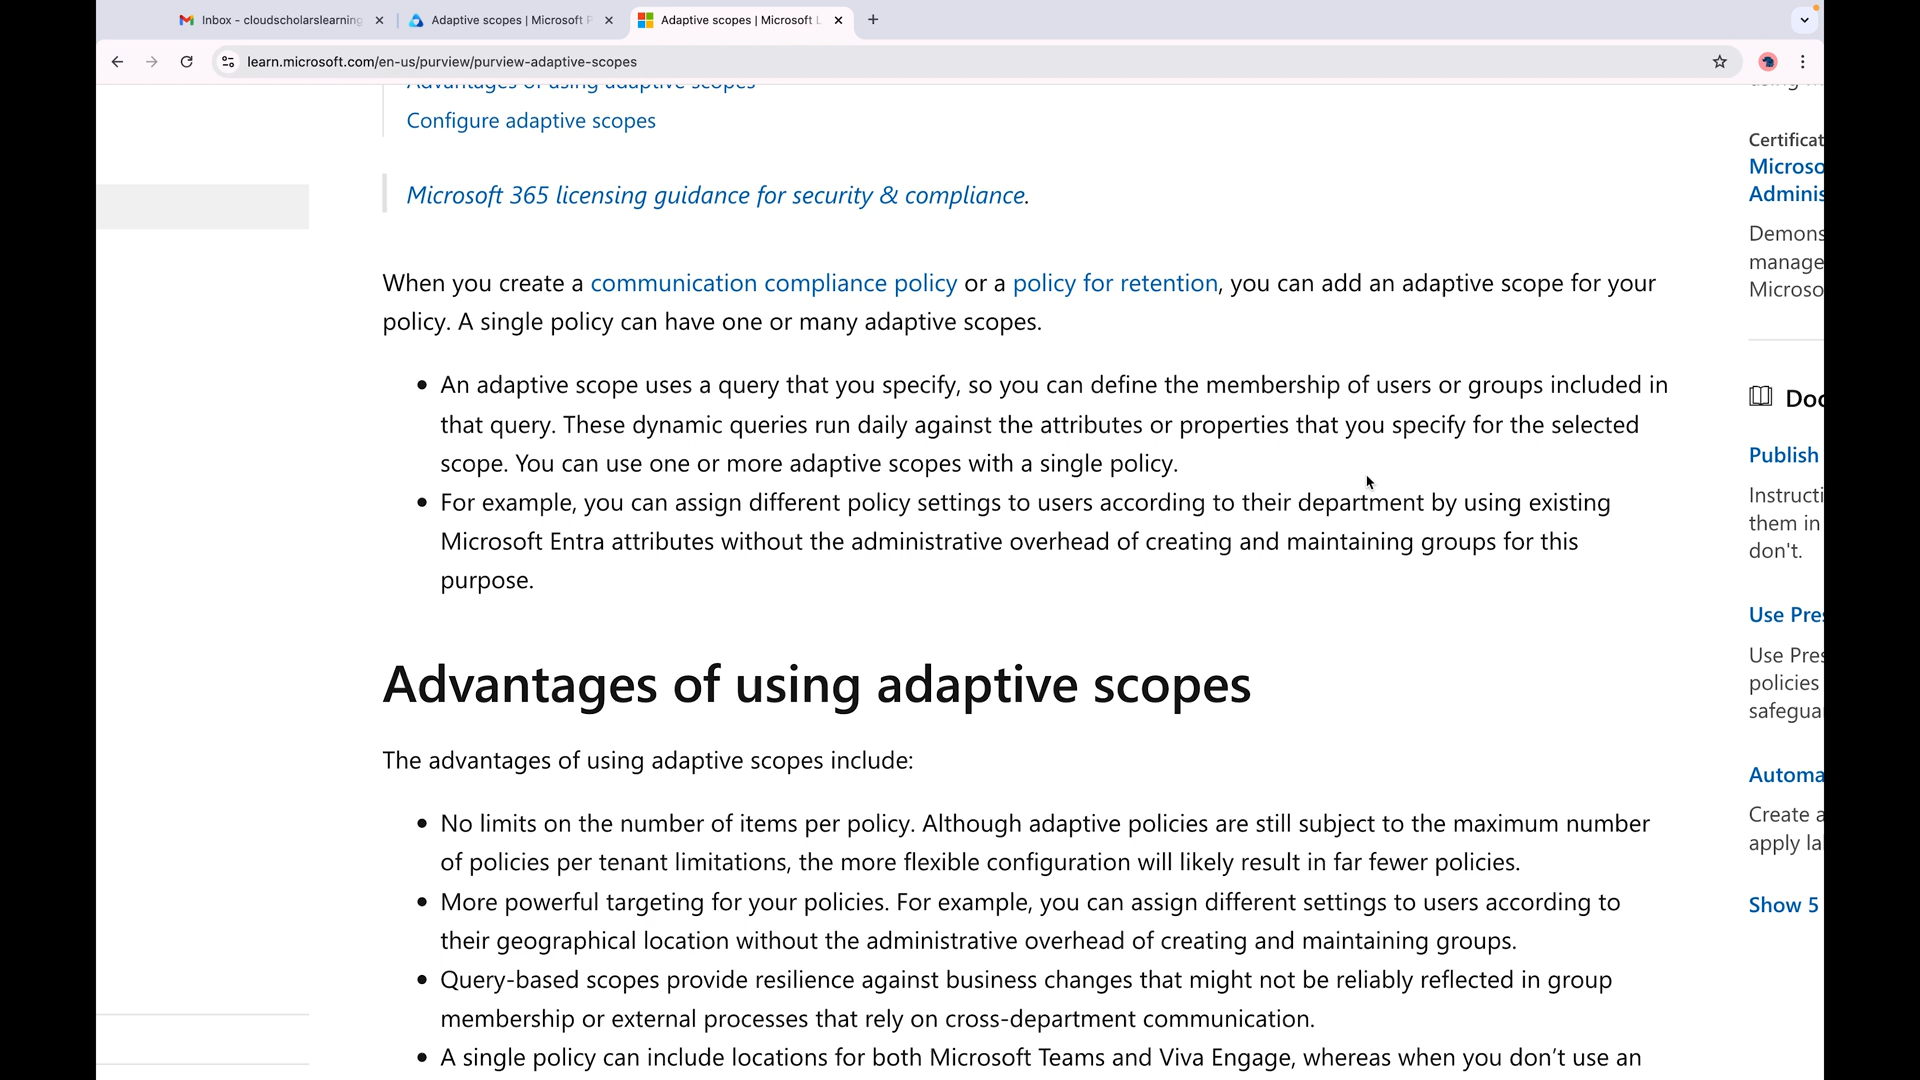 Inbox - cloudscholarslearning
Adaptive scopes | Microsoft P
Adaptive scopes | Microsoft L
learn.microsoft.com/en-us/purview/purview-adaptive-scopes
Advantages of using adaptive scopes
Configure adaptive scopes
Microsoft 365 licensing guidance for security & compliance.
When you create a communication compliance policy or a policy for retention, you can add an adaptive scope for your
policy. A single policy can have one or many adaptive scopes.
• An adaptive scope uses a query that you specify, so you can define the membership of users or groups included in
that query. These dynamic queries run daily against the attributes or properties that you specify for the selected
scope. You can use one or more adaptive scopes with a single policy.
• For example, you can assign different policy settings to users according to their department by using existing
Microsoft Entra attributes without the administrative overhead of creating and maintaining groups for this
purpose.
Advantages of using adaptive scopes
The advantages of using adaptive scopes include:
• No limits on the number of items per policy. Although adaptive policies are still subject to the maximum number
of policies per tenant limitations, the more flexible configuration will likely result in far fewer policies.
• More powerful targeting for your policies. For example, you can assign different settings to users according to
their geographical location without the administrative overhead of creating and maintaining groups.
• Query-based scopes provide resilience against business changes that might not be reliably reflected in group
membership or external processes that rely on cross-department communication.
• A single policy can include locations for both Microsoft Teams and Viva Engage, whereas when you don’t use an
Certificat
Microso
Adminis
Demons
manage
Microso
Doc
Publish
Instructi
them in
don't.
Use Pres
Use Pres
policies
safegua
Automa
Create a
apply la
Show 5